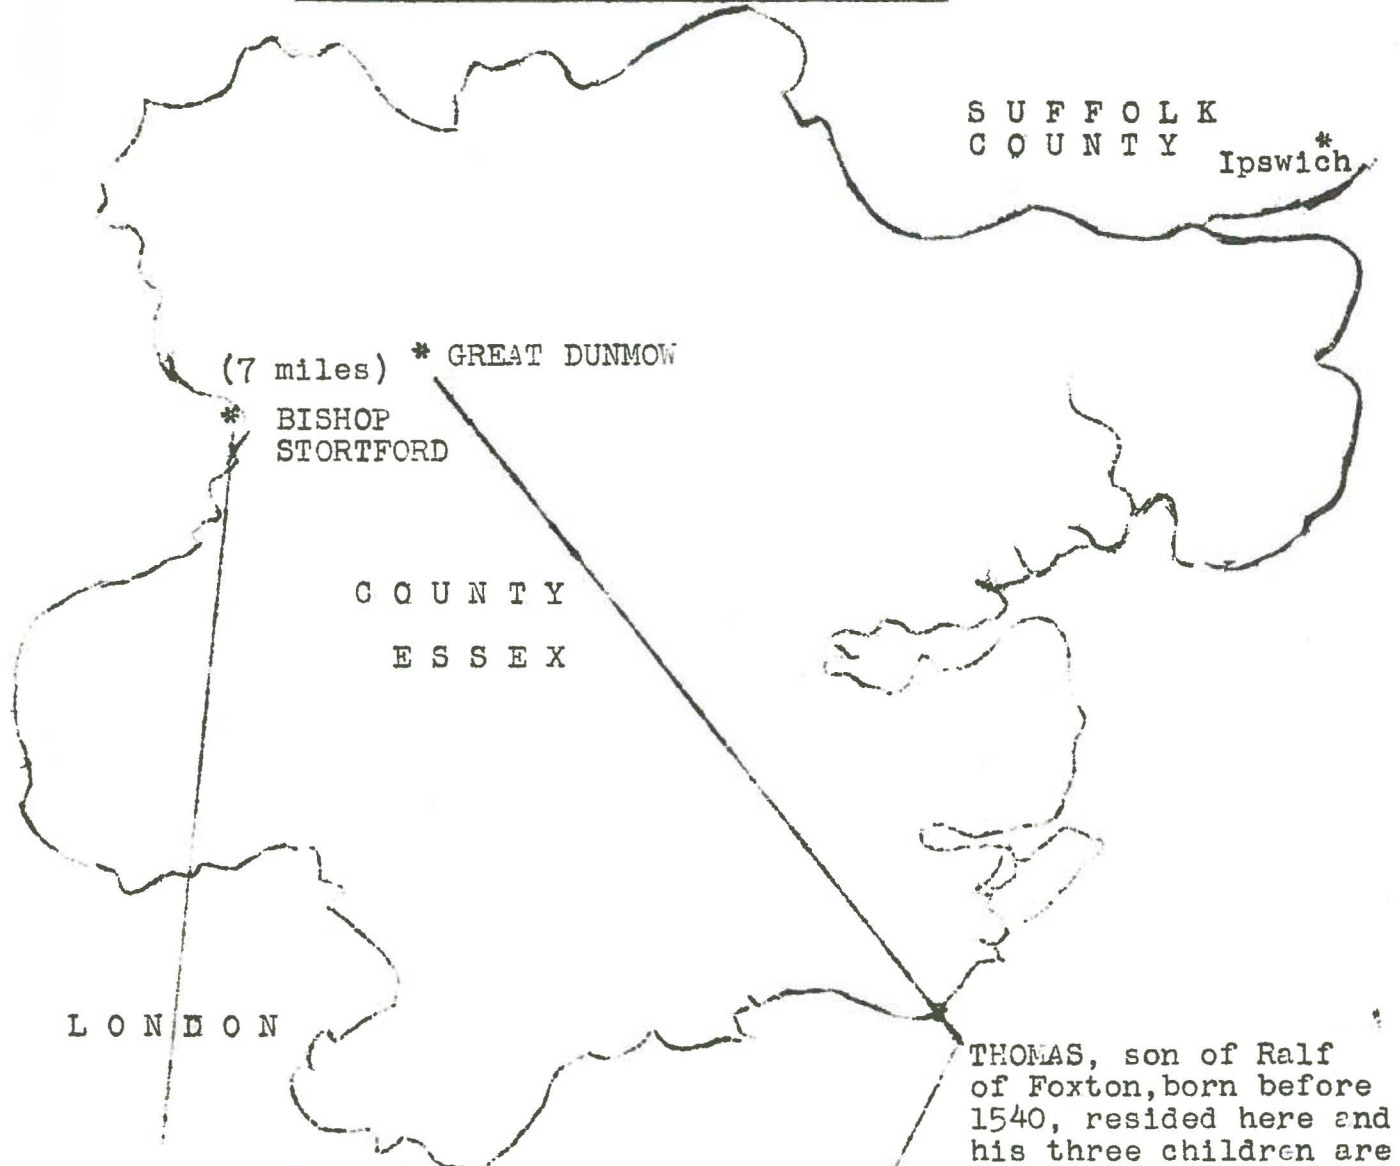 SUFFOLK
COUNTY
Ipswich
* GREAT DUNMOW
(7 miles)
* BISHOP
STORTFORD
COUNTY
ESSEX
LONDON
THOMAS, son of Ralf
of Foxton, born before
1540, resided here and
his three children are